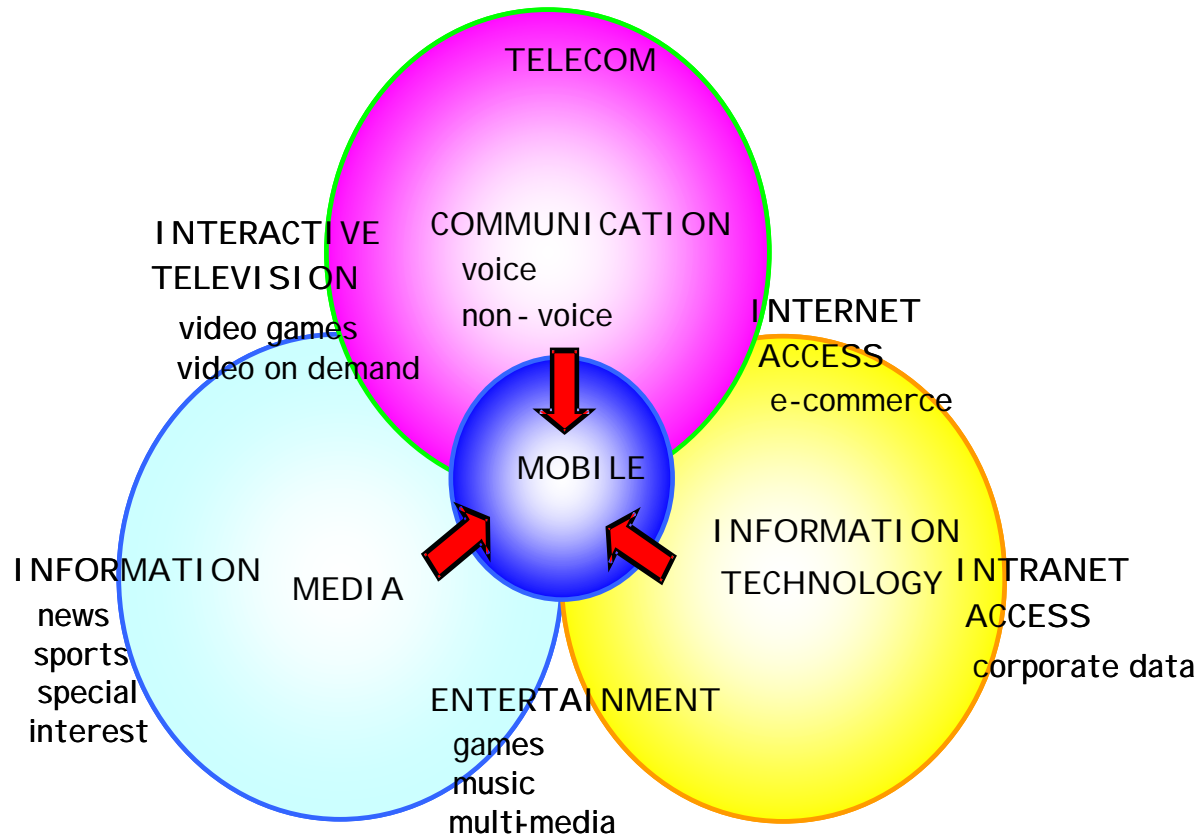 TELECOM
INTERACTIVE
TELEVISION
video games
video on demand
COMMUNICATION
voice
non - voice
INTERNET
ACCESS
e-commerce
MOBILE
INFORMATION
news
sports
special
interest
MEDIA
INFORMATION
TECHNOLOGY
INTRANET
ACCESS
corporate data
ENTERTAINMENT
games
music
multi-media